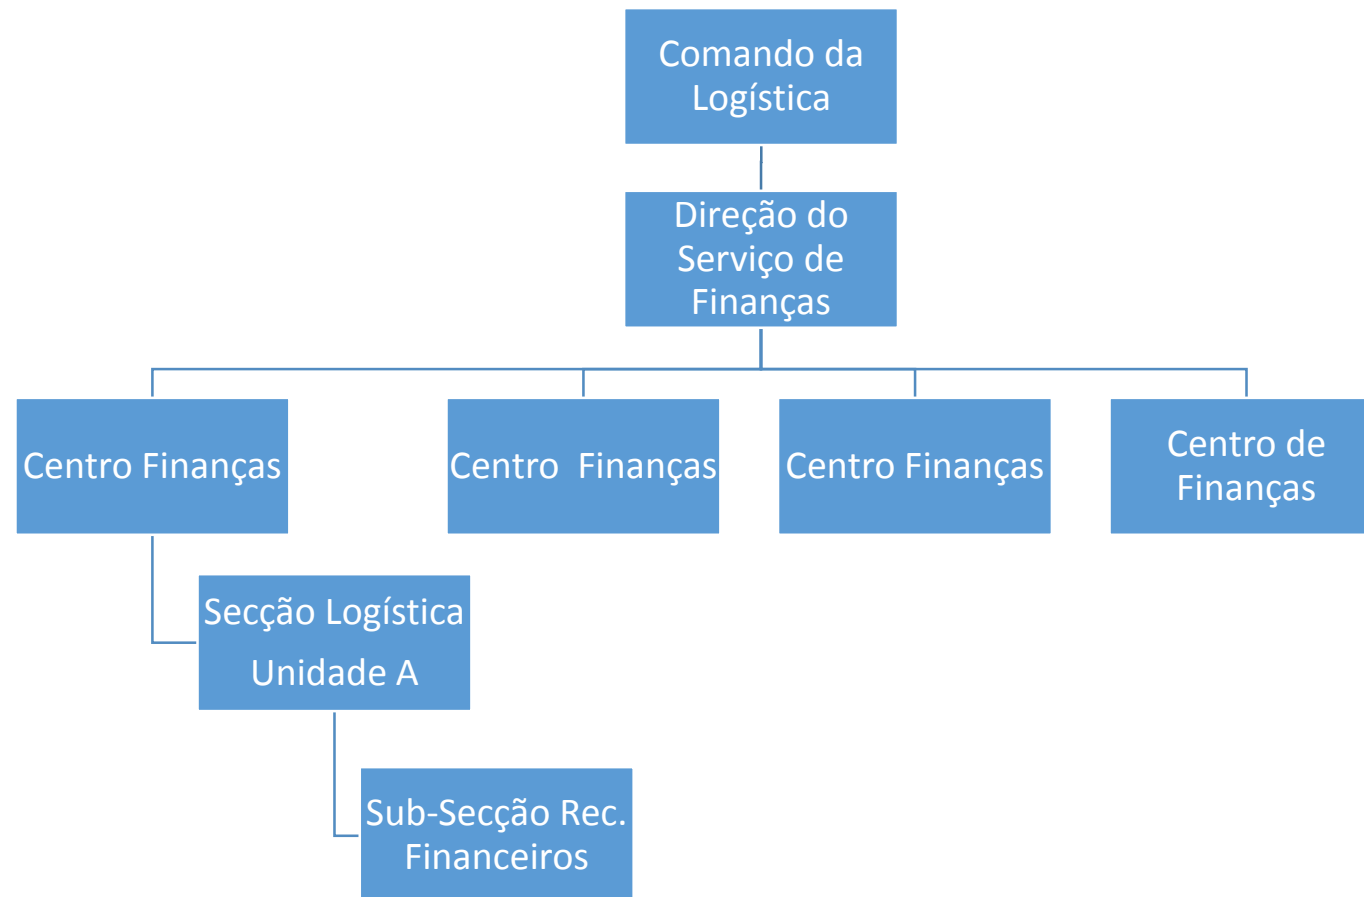 Comando da
Logística
Direção do
Serviço de
Finanças
Centro Finanças
Centro Finanças
Centro Finanças
Centro de
Finanças
Secção Logística
Unidade A
Sub-Secção Rec.
Financeiros